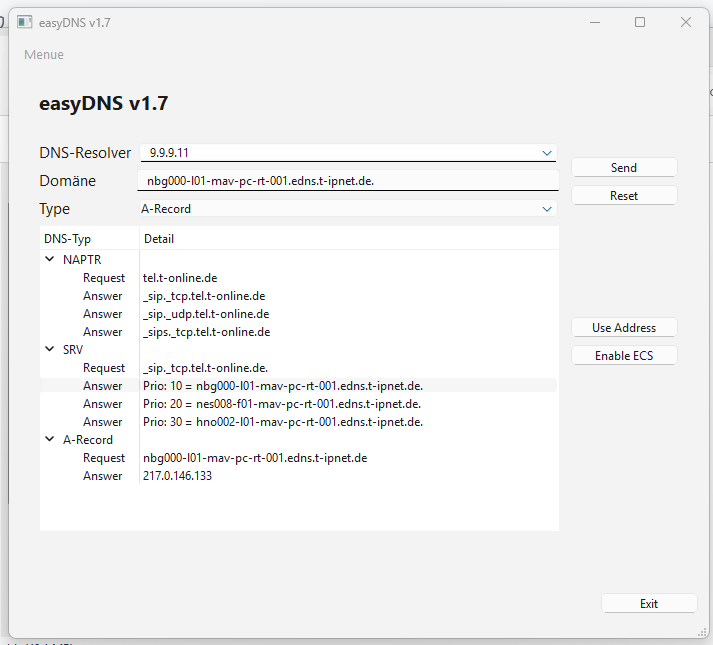 easyDNS v1.7
Menue
easyDNS v1.7
DNS-Resolver 9.9.9.11
Domäne nbg000-l01-mav-pc-rt-001.edns.t-ipnet.de.
Type A-Record
Send
Reset
DNS-Typ Detail
NAPTR
Request tel.t-online.de
Answer _sip._tcp.tel.t-online.de
Answer _sip._udp.tel.t-online.de
Answer _sips._tcp.tel.t-online.de
SRV
Request _sip._tcp.tel.t-online.de.
Answer Prio: 10 = nbg000-l01-mav-pc-rt-001.edns.t-ipnet.de.
Answer Prio: 20 = nes008-f01-mav-pc-rt-001.edns.t-ipnet.de.
Answer Prio: 30 = hno002-l01-mav-pc-rt-001.edns.t-ipnet.de.
A-Record
Request nbg000-l01-mav-pc-rt-001.edns.t-ipnet.de
Answer 217.0.146.133
Use Address
Enable ECS
Exit